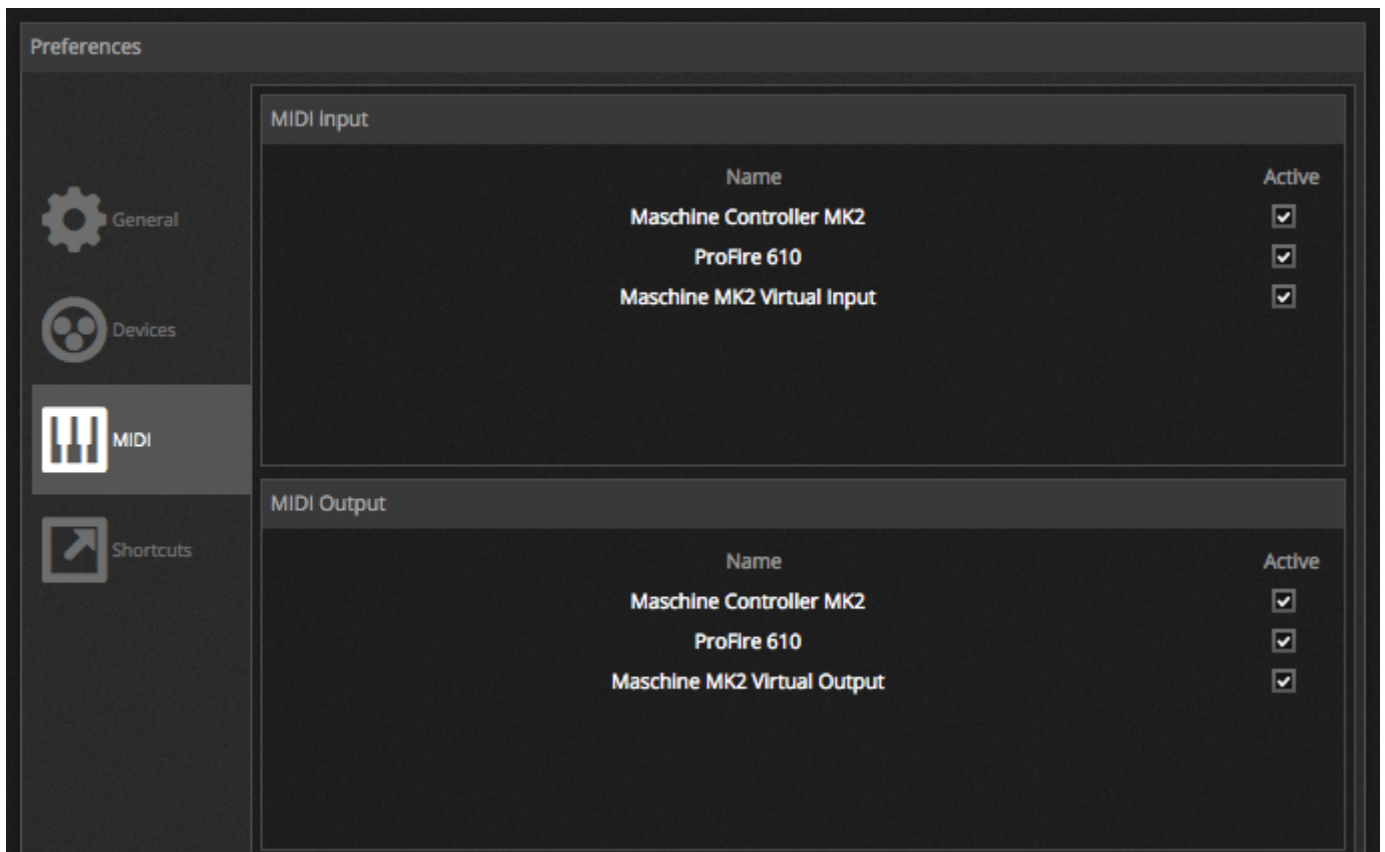 Preferences
General
Devices
MIDI
Shortcuts
MIDI Input
Name Active
Maschine Controller MK2
ProFire 610
Maschine MK2 Virtual Input
MIDI Output
Name Active
Maschine Controller MK2
ProFire 610
Maschine MK2 Virtual Output